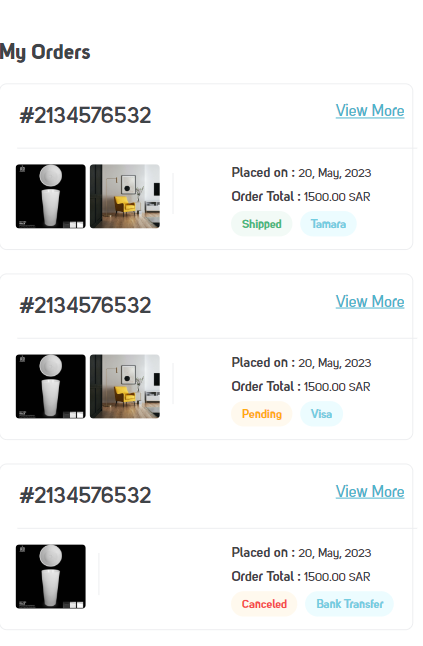 My Orders
#2134576532
View More
Placed on : 20, May, 2023
Order Total : 1500.00 SAR
Shipped
Tamara
#2134576532
View More
Placed on : 20, May, 2023
Order Total : 1500.00 SAR
Pending
Visa
#2134576532
View More
Placed on : 20, May, 2023
Order Total : 1500.00 SAR
Canceled
Bank Transfer